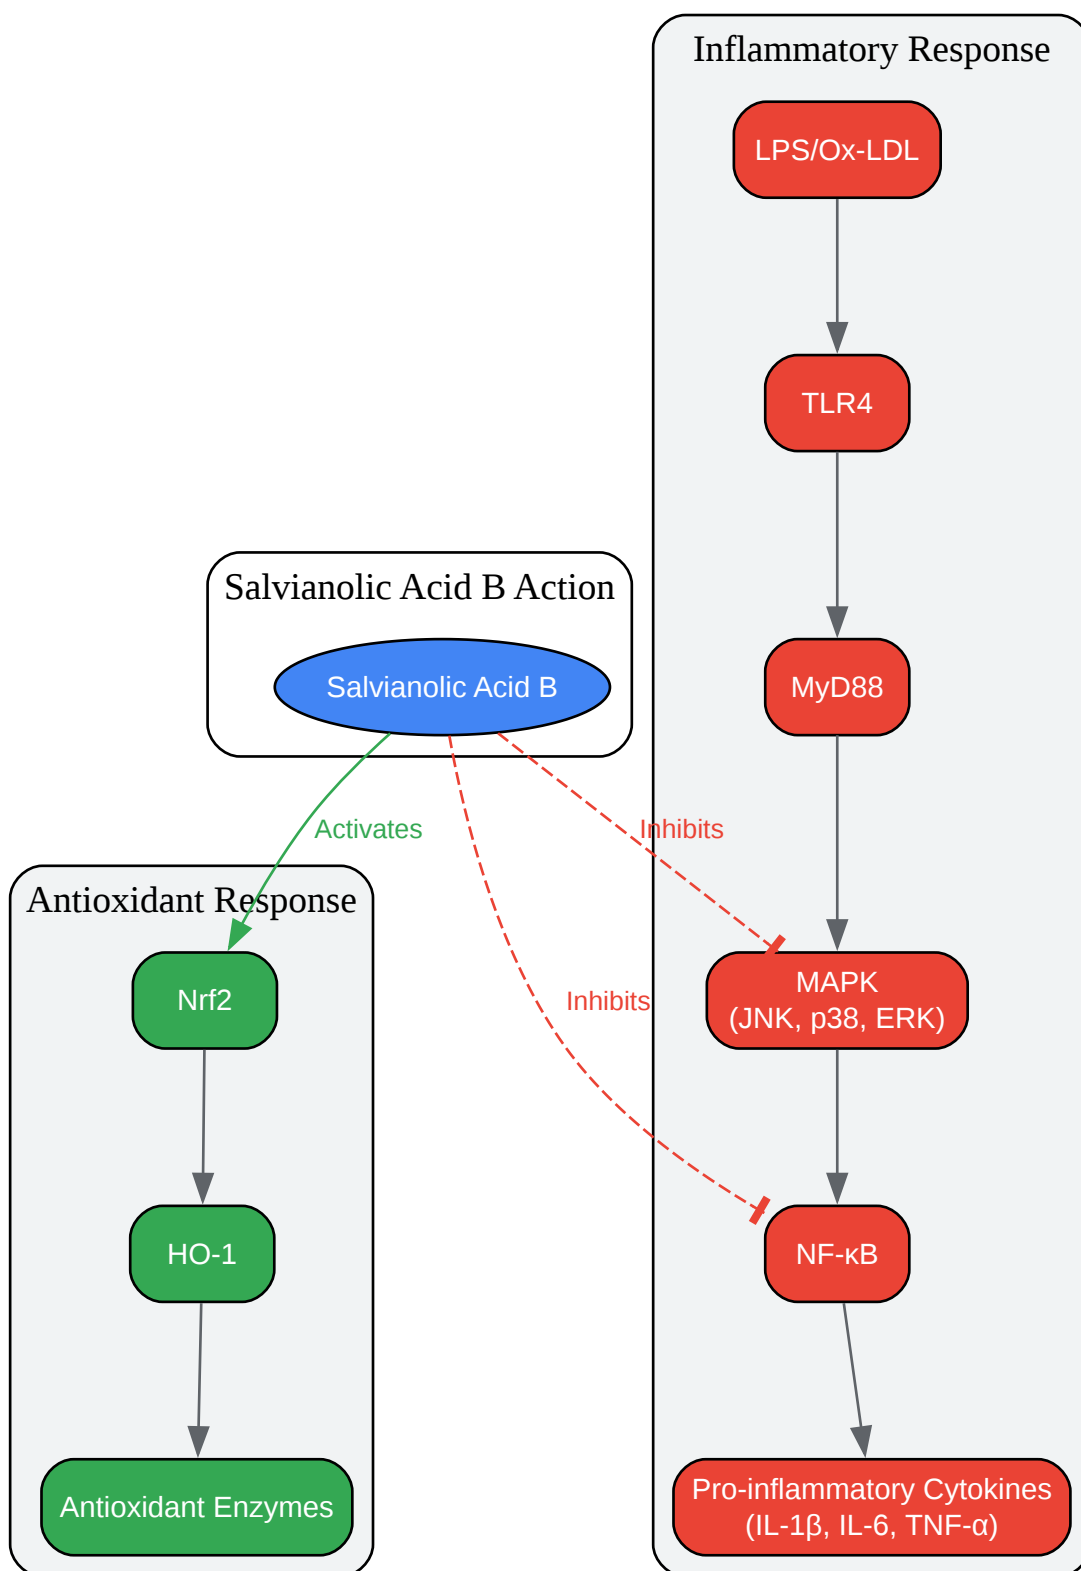 Inflammatory Response
LPS/Ox-LDL
TLR4
Salvianolic Acid B Action
Salvianolic Acid B
MyD88
Activates
Inhibits
Antioxidant Response
Nrf2
Inhibits
MAPK
(JNK, p38, ERK)
HO-1
NF-κB
Antioxidant Enzymes
Pro-inflammatory Cytokines
(IL-1β, IL-6, TNF-α)